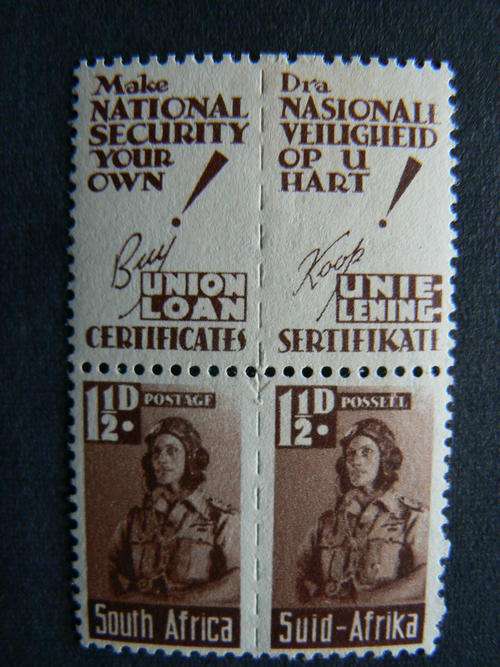 Make
NATIONAL
SECURITY
YOUR
OWN!
Buy
UNION
LOAN
CERTIFICATES
Dra
NASIONALE
VEILIGHEID
OP U
HART!
Koop
UNIE-
LENING-
SERTIFIKATE
1½D. POSTAGE
South Africa
1½D. POSSEEL
Suid-Afrika